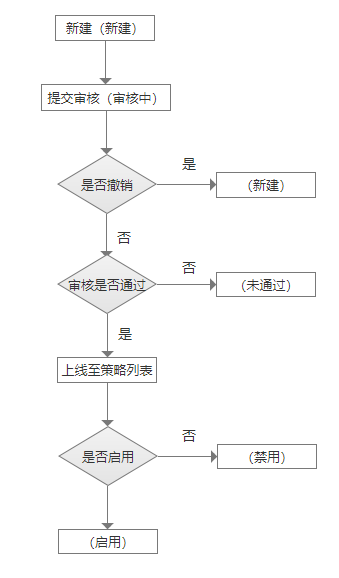 新建（新建）
提交审核（审核中）
是否撤销
是
（新建）
否
审核是否通过
否
（未通过）
是
上线至策略列表
是否启用
否
（禁用）
（启用）